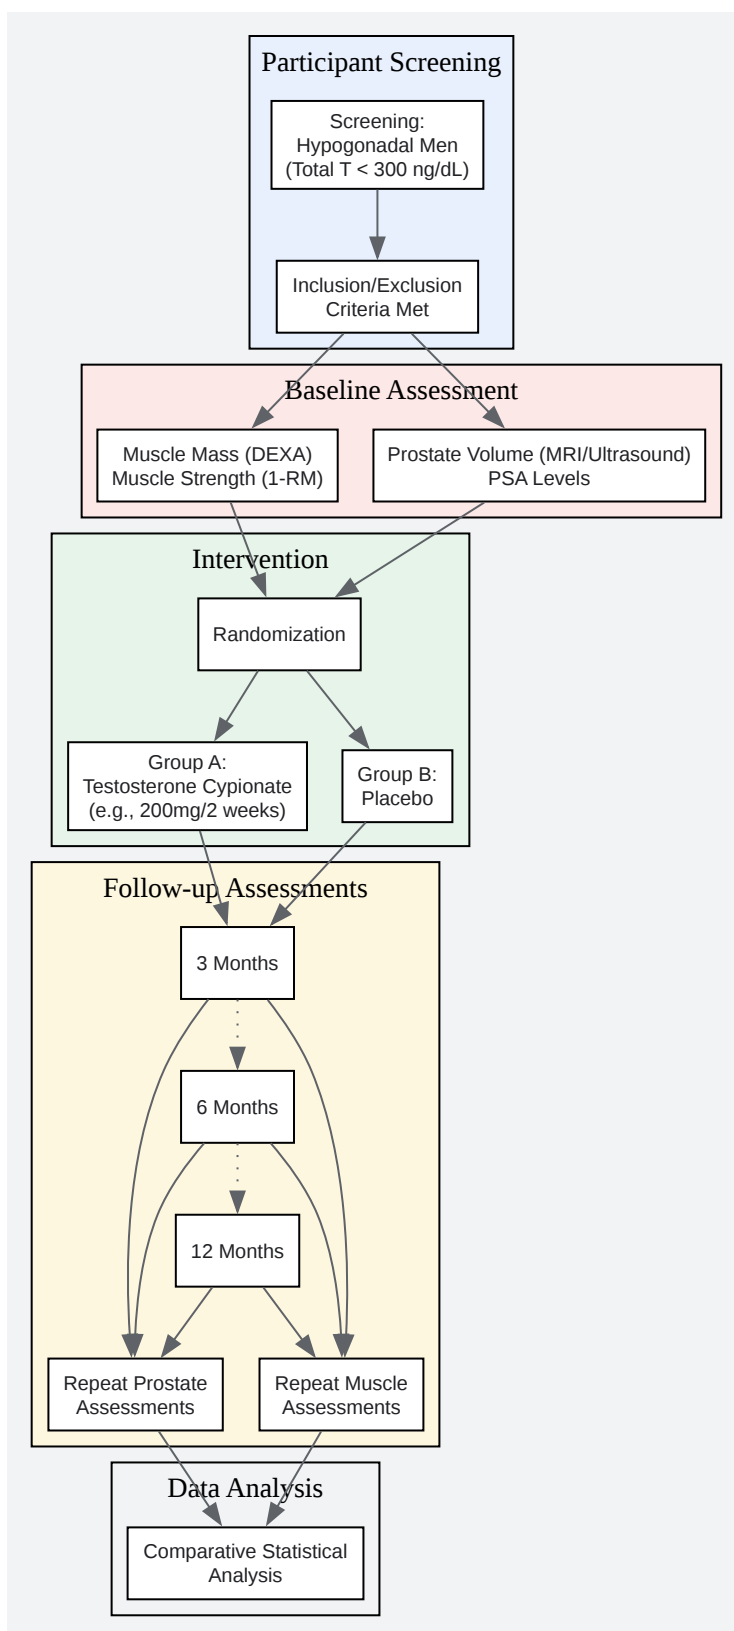 Participant Screening
Screening:
Hypogonadal Men
(Total T < 300 ng/dL)
Inclusion/Exclusion
Criteria Met
Baseline Assessment
Muscle Mass (DEXA)
Muscle Strength (1-RM)
Prostate Volume (MRI/Ultrasound)
PSA Levels
Intervention
Randomization
Group A:
Testosterone Cypionate
(e.g., 200mg/2 weeks)
Group B:
Placebo
Follow-up Assessments
3 Months
6 Months
12 Months
Repeat Prostate
Assessments
Repeat Muscle
Assessments
Data Analysis
Comparative Statistical
Analysis